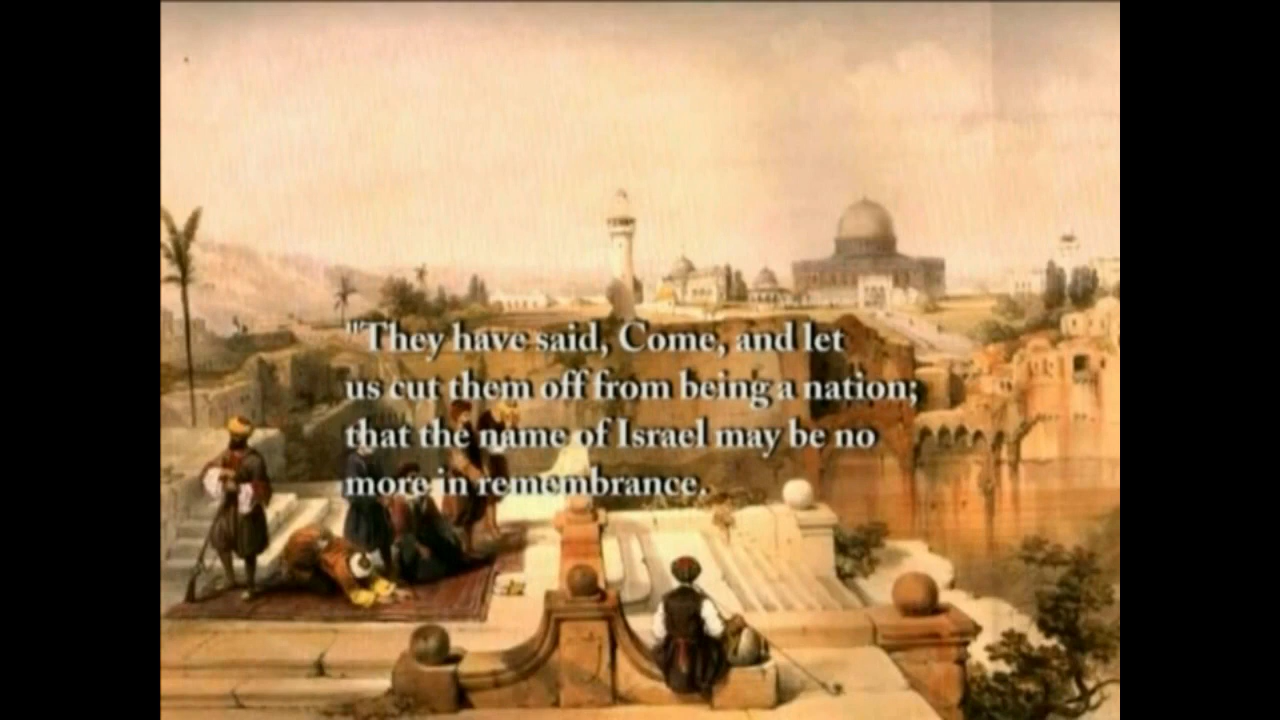 "They have said, Come, and let
us cut them off from being a nation;
that the name of Israel may be no
more in remembrance.